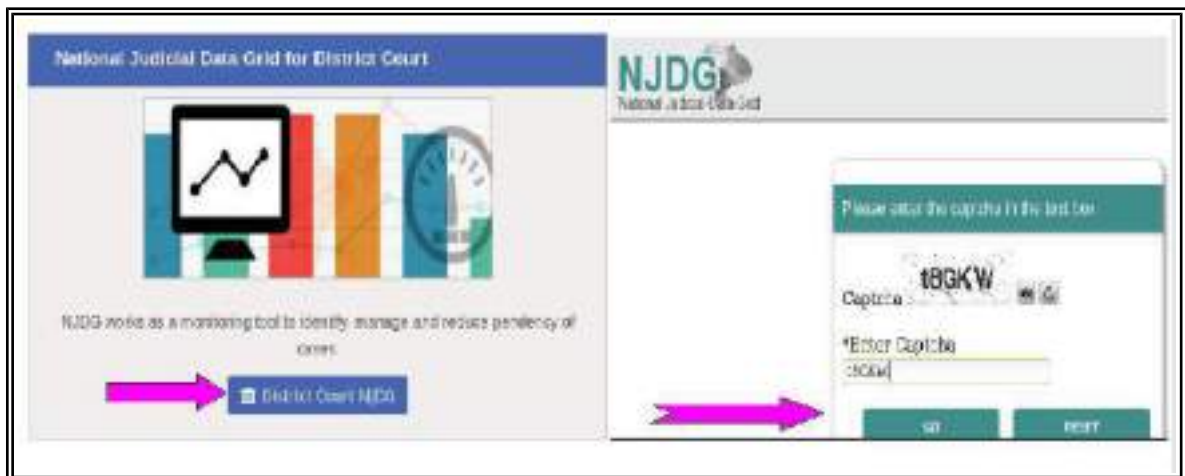 National Judicial Data Grid for District Court
NJDG works as a monitoring tool to identify, manage and reduce pendency of
cases
District Court NJDG
NJDG
National Judicial Data Grid
Please enter the captcha in the text box
Captcha t8GKW
*Enter Captcha
GO RESET